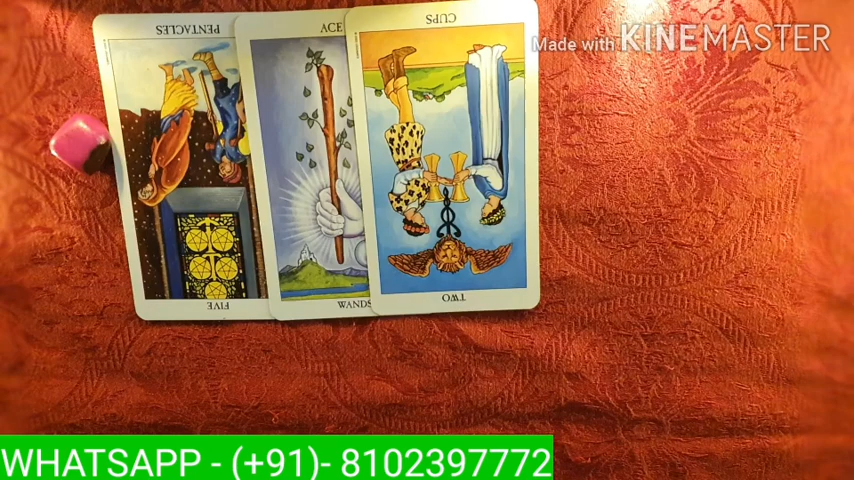 PENTACLES
FIVE
ACE
WANDS
CUPS
TWO
Made with KINEMASTER
WHATSAPP - (+91)- 8102397772